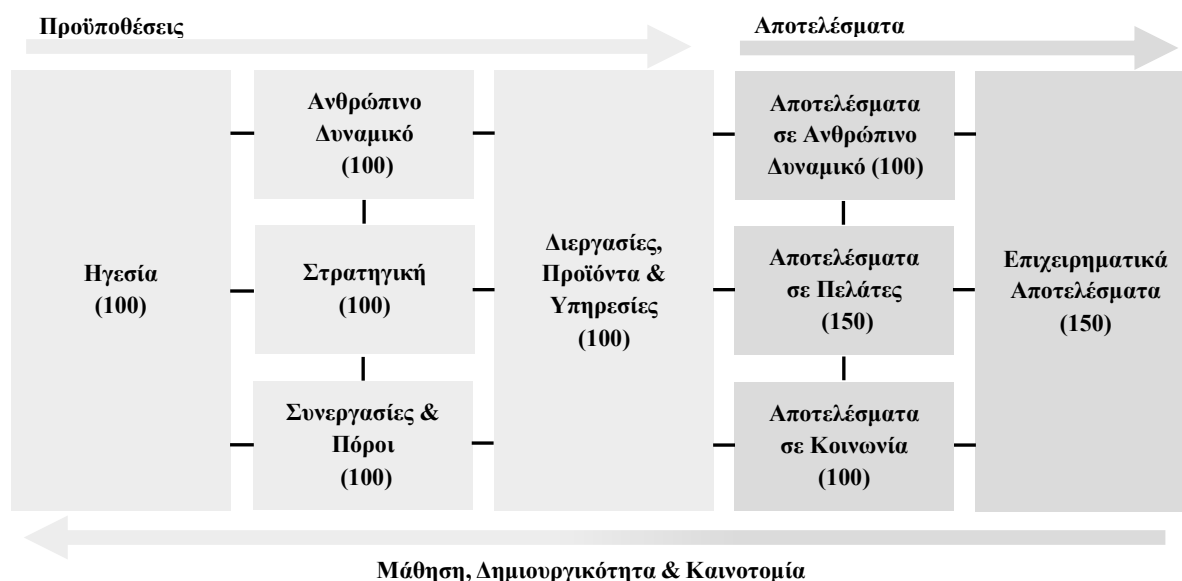 Προϋποθέσεις
Αποτελέσματα
Ηγεσία
(100)
Ανθρώπινο
Δυναμικό
(100)
Στρατηγική
(100)
Συνεργασίες &
Πόροι
(100)
Διεργασίες,
Προϊόντα &
Υπηρεσίες
(100)
Αποτελέσματα
σε Ανθρώπινο
Δυναμικό (100)
Αποτελέσματα
σε Πελάτες
(150)
Αποτελέσματα
σε Κοινωνία
(100)
Επιχειρηματικά
Αποτελέσματα
(150)
Μάθηση, Δημιουργικότητα & Καινοτομία